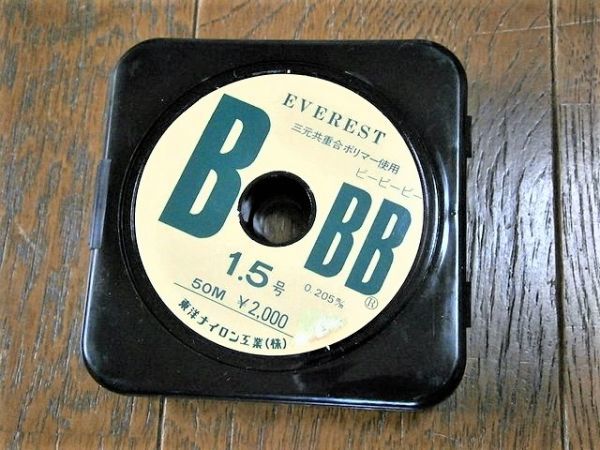 EVEREST
三元共重合ポリマー使用
ビービービー
B BB®
1.5号
0.205㎜
50M ¥2,000
東洋ナイロン工業(株)